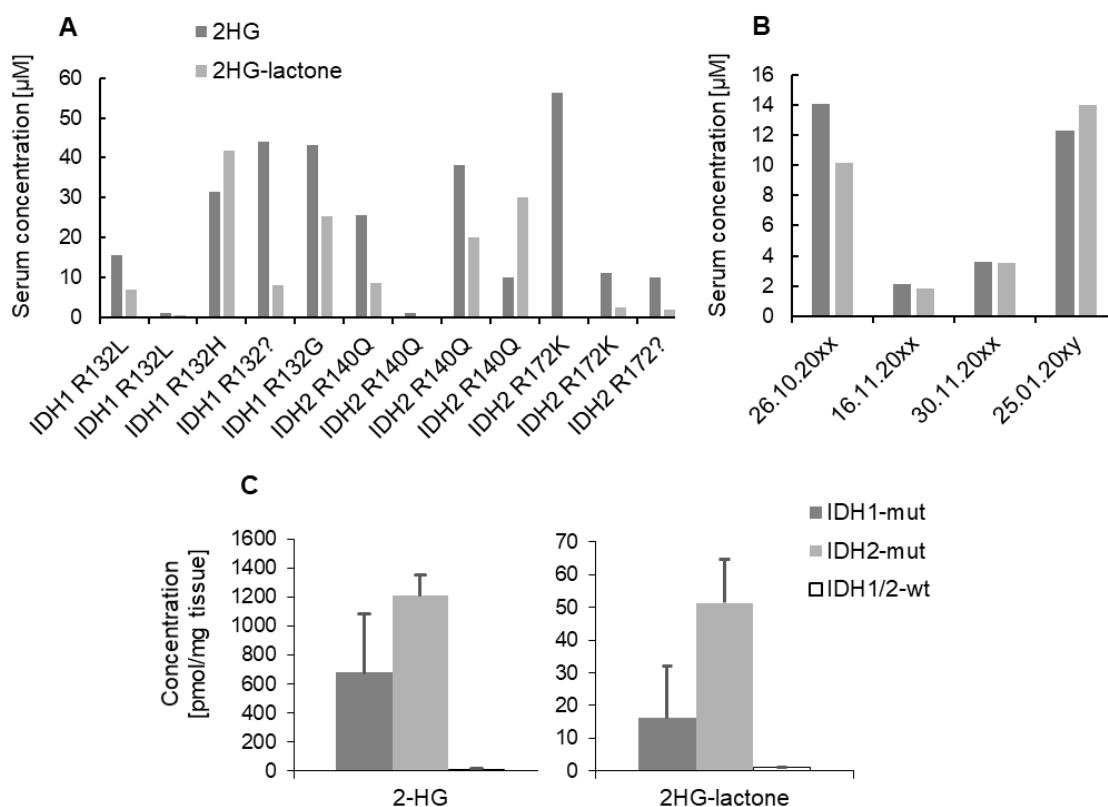 A
2HG
2HG-lactone
Serum concentration [µM]
60
50
40
30
20
10
0
IDH1 R132L
IDH1 R132L
IDH1 R132H
IDH1 R132?
IDH1 R132G
IDH2 R140Q
IDH2 R140Q
IDH2 R140Q
IDH2 R140Q
IDH2 R172K
IDH2 R172K
IDH2 R172?
B
Serum concentration [µM]
16
14
12
10
8
6
4
2
0
26.10.20xx
16.11.20xx
30.11.20xx
25.01.20xy
C
Concentration
[pmol/mg tissue]
1600
1400
1200
1000
800
600
400
200
0
2-HG
70
60
50
40
30
20
10
0
2HG-lactone
IDH1-mut
IDH2-mut
IDH1/2-wt